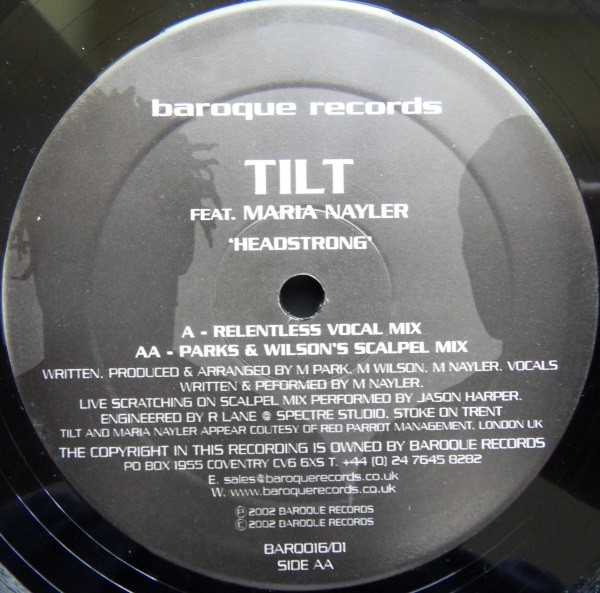 baroque records
TILT
FEAT. MARIA NAYLER
'HEADSTRONG'
A - RELENTLESS VOCAL MIX
AA - PARKS & WILSON'S SCALPEL MIX
WRITTEN, PRODUCED & ARRANGED BY M PARK, M WILSON, M NAYLER. VOCALS
WRITTEN & PEFORMED BY M NAYLER.
LIVE SCRATCHING ON SCALPEL MIX PERFORMED BY JASON HARPER.
ENGINEERED BY R LANE @ SPECTRE STUDIO, STOKE ON TRENT
TILT AND MARIA NAYLER APPEAR COUTESY OF RED PARROT MANAGEMENT, LONDON UK
THE COPYRIGHT IN THIS RECORDING IS OWNED BY BAROQUE RECORDS
PO BOX 1955 COVENTRY CV6 6XS T. +44 (0) 24 7645 8282
E. sales@baroquerecords.co.uk
W. www.baroquerecords.co.uk
℗ 2002 BAROQUE RECORDS
© 2002 BAROQUE RECORDS
BARQ016/01
SIDE AA